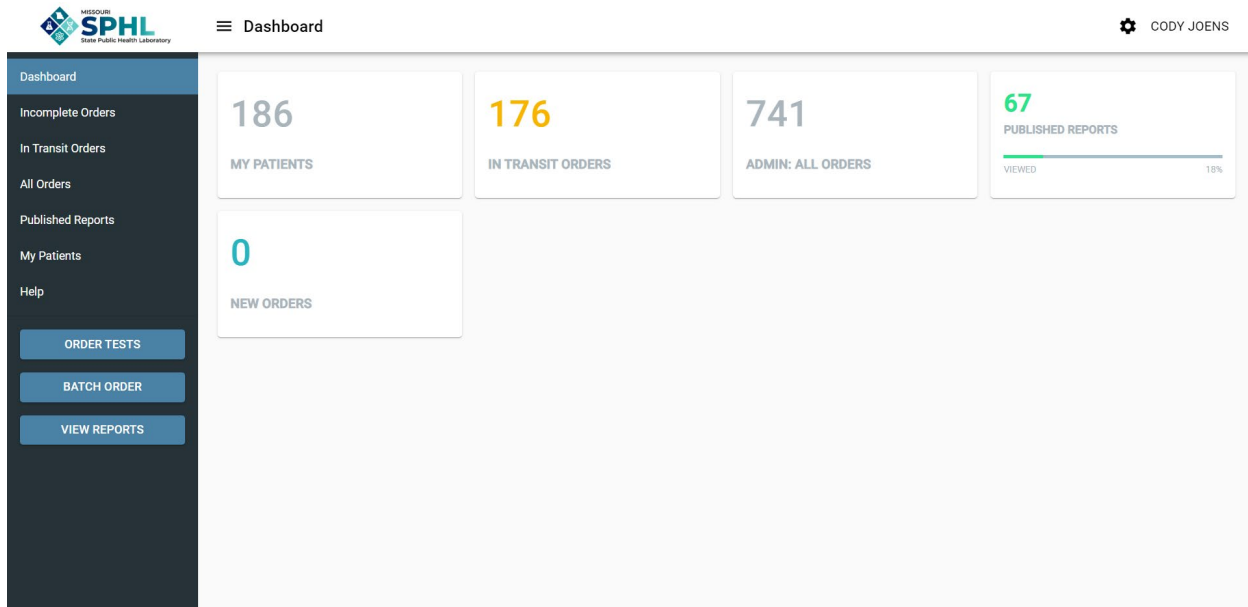 MISSOURI
SPHL
State Public Health Laboratory
Dashboard
CODY JOENS
Dashboard
Incomplete Orders
In Transit Orders
All Orders
Published Reports
My Patients
Help
ORDER TESTS
BATCH ORDER
VIEW REPORTS
186
MY PATIENTS
176
IN TRANSIT ORDERS
741
ADMIN: ALL ORDERS
67
PUBLISHED REPORTS
VIEWED 18%
0
NEW ORDERS